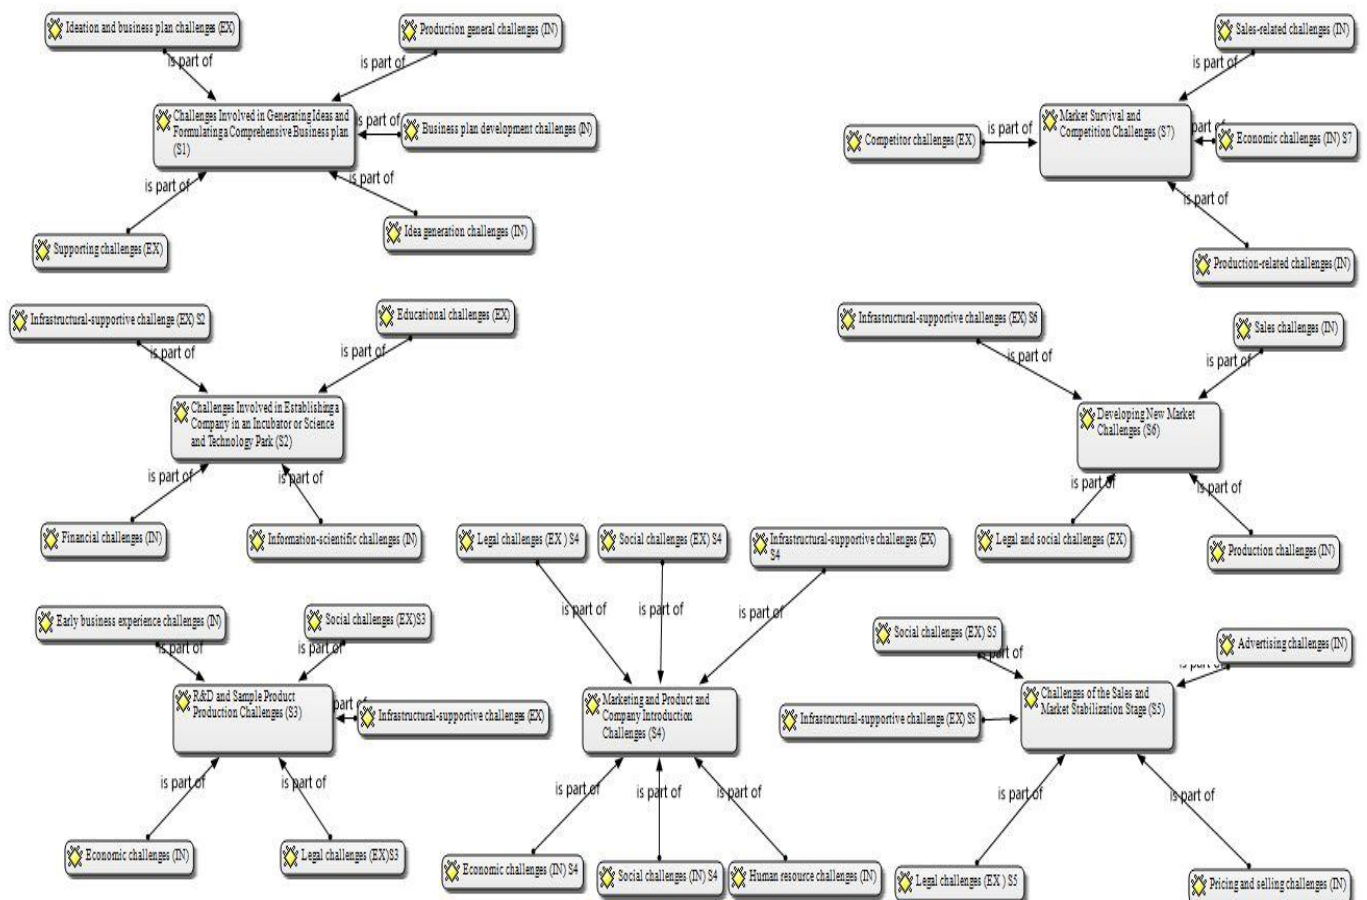 Ideation and business plan challenges (EX)
Production general challenges (IN)
is part of
is part of
Challenges Involved in Generating Ideas and
Formulating a Comprehensive Business plan
(S1)
is part of
Business plan development challenges (IN)
is part of
is part of
Supporting challenges (EX)
Idea generation challenges (IN)
Sales-related challenges (IN)
is part of
Competitor challenges (EX)
is part of
Market Survival and
Competition Challenges (S7)
part of
Economic challenges (IN) S7
is part of
Production-related challenges (IN)
Infrastructural-supportive challenge (EX) S2
Educational challenges (EX)
is part of
is part of
Challenges Involved in Establishing a
Company in an Incubator or Science
and Technology Park (S2)
is part of
is part of
Financial challenges (IN)
Information-scientific challenges (IN)
Infrastructural-supportive challenges (EX) S6
Sales challenges (IN)
is part of
is part of
Developing New Market
Challenges (S6)
is part of
is part of
Legal and social challenges (EX)
Production challenges (IN)
Early business experience challenges (IN)
Social challenges (EX)S3
is part of
is part of
R&D and Sample Product
Production Challenges (S3)
part of
Infrastructural-supportive challenges (EX)
is part of
is part of
Economic challenges (IN)
Legal challenges (EX)S3
Legal challenges (EX ) S4
Social challenges (EX) S4
Infrastructural-supportive challenges (EX)
S4
is part of
is part of
is part of
Marketing and Product and
Company Introduction
Challenges (S4)
is part of
is part of
is part of
Economic challenges (IN) S4
Social challenges (IN) S4
Human resource challenges (IN)
Social challenges (EX) S5
Advertising challenges (IN)
is part of
is part of
Infrastructural-supportive challenge (EX) S5
Challenges of the Sales and
Market Stabilization Stage (S5)
is part of
is part of
Legal challenges (EX ) S5
Pricing and selling challenges (IN)